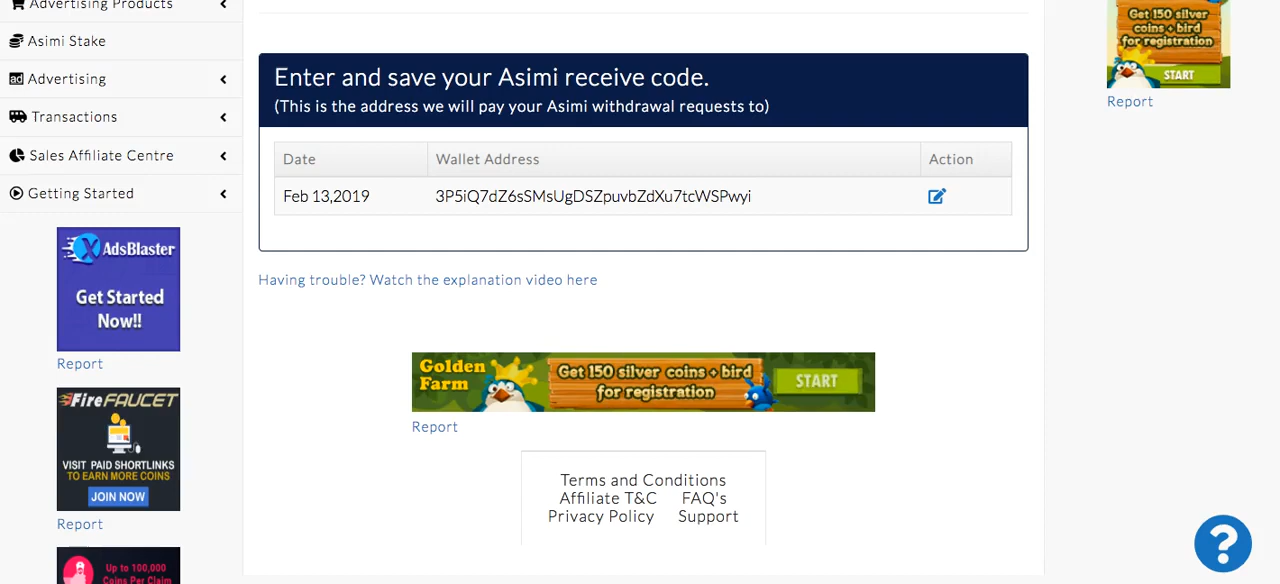 Advertising Products
Asimi Stake
ad Advertising
Transactions
Sales Affiliate Centre
Getting Started
AdsBlaster
Get Started
Now!!
Report
FireFAUCET
VISIT PAID SHORTLINKS
TO EARN MORE COINS
JOIN NOW
Report
Up to 100,000
Coins Per Claim
Enter and save your Asimi receive code.
(This is the address we will pay your Asimi withdrawal requests to)
Date Wallet Address Action
Feb 13,2019 3P5iQ7dZ6sSMsUgDSZpuvbZdXu7tcWSPwyi
Having trouble? Watch the explanation video here
Golden
Farm
Get 150 silver coins + bird
for registration
START
Report
Terms and Conditions
Affiliate T&C FAQ's
Privacy Policy Support
Get 150 silver
coins + bird
for registration
START
Report
?